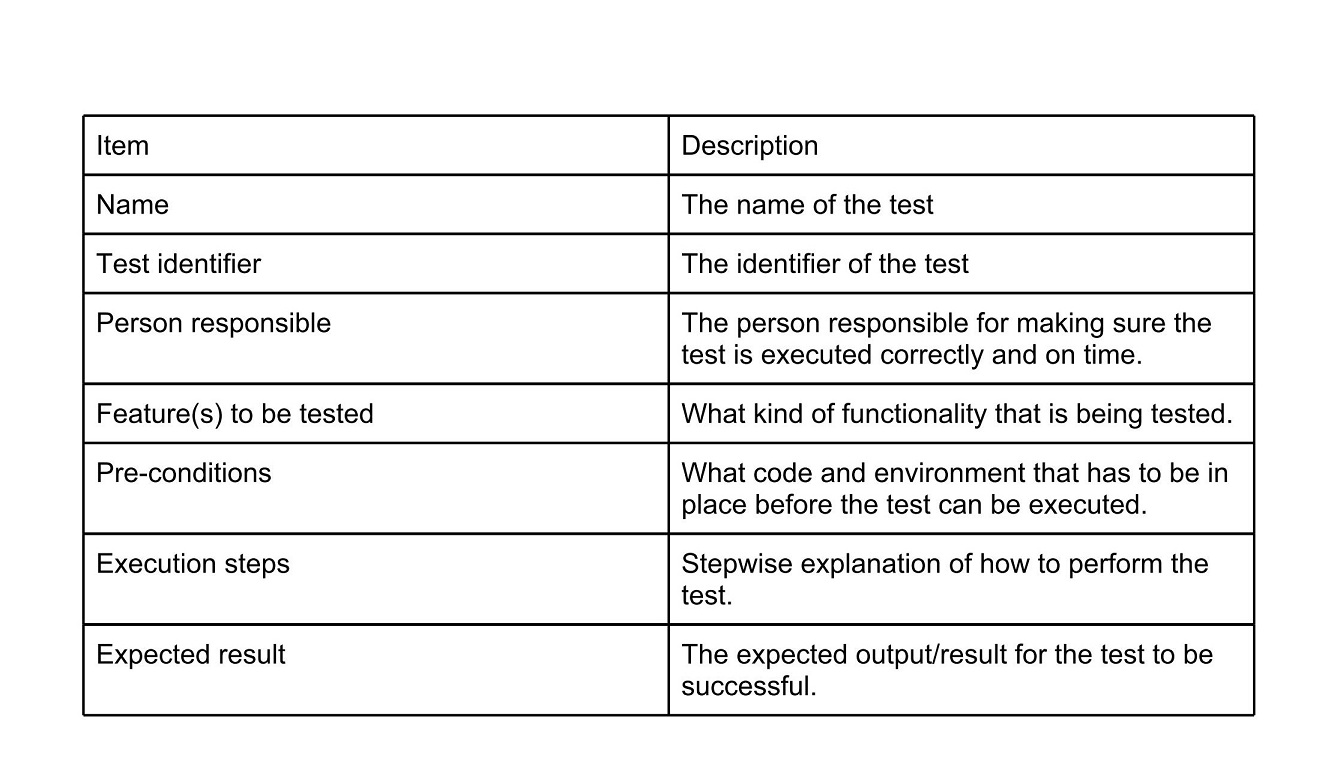 Item
Description
Name
The name of the test
Test identifier
The identifier of the test
Person responsible
The person responsible for making sure the
test is executed correctly and on time.
Feature(s) to be tested
What kind of functionality that is being tested.
Pre-conditions
What code and environment that has to be in
place before the test can be executed.
Execution steps
Stepwise explanation of how to perform the
test.
Expected result
The expected output/result for the test to be
successful.